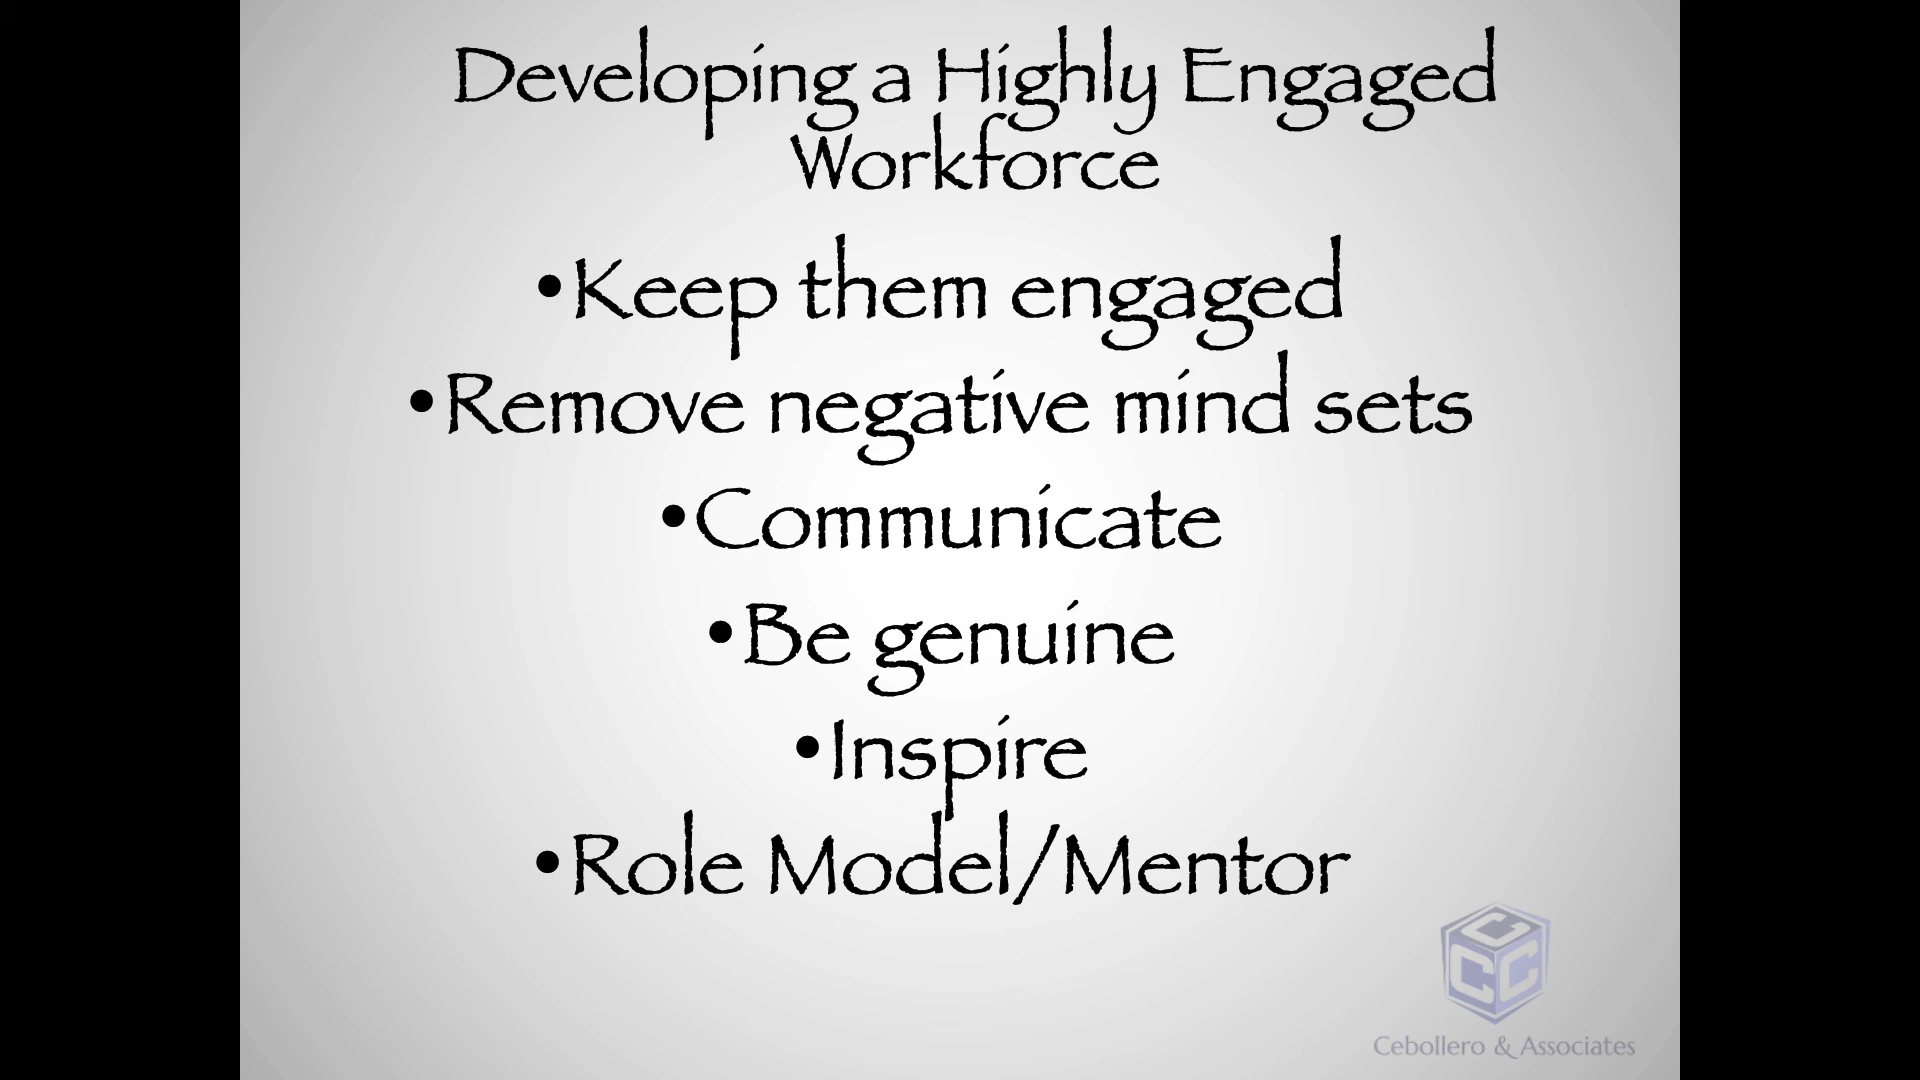 Developing a Highly Engaged
Workforce
•Keep them engaged
•Remove negative mind sets
•Communicate
•Be genuine
•Inspire
•Role Model/Mentor
C
C C
Cebollero & Associates